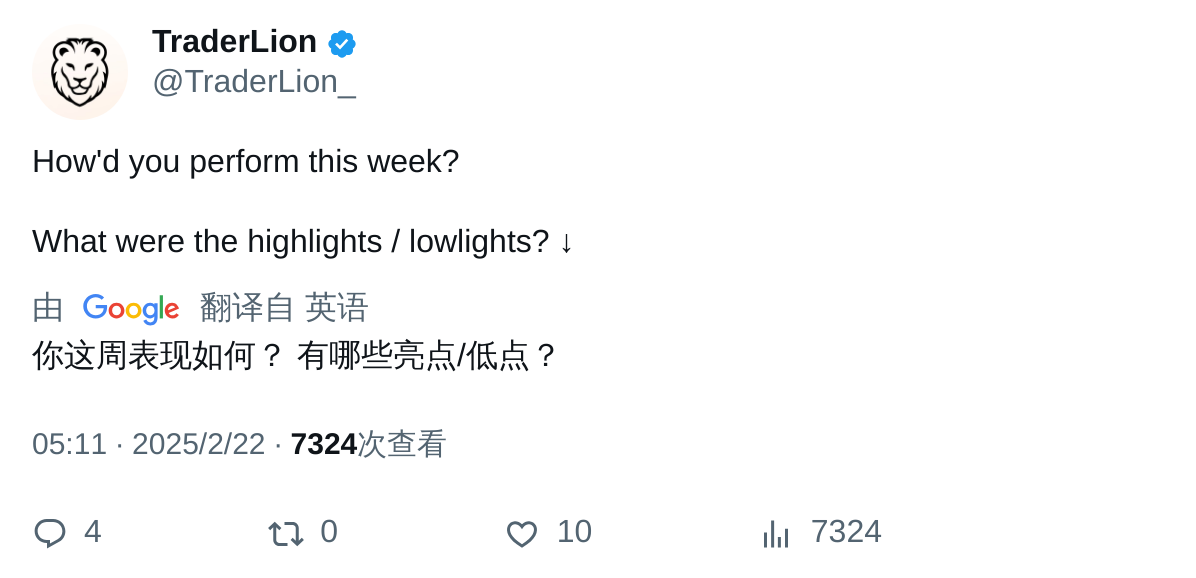 TraderLion
@TraderLion_
How'd you perform this week?
What were the highlights / lowlights? ↓
由 Google 翻译自 英语
你这周表现如何？ 有哪些亮点/低点？
05:11 · 2025/2/22 · 7324次查看
4 0 10 7324